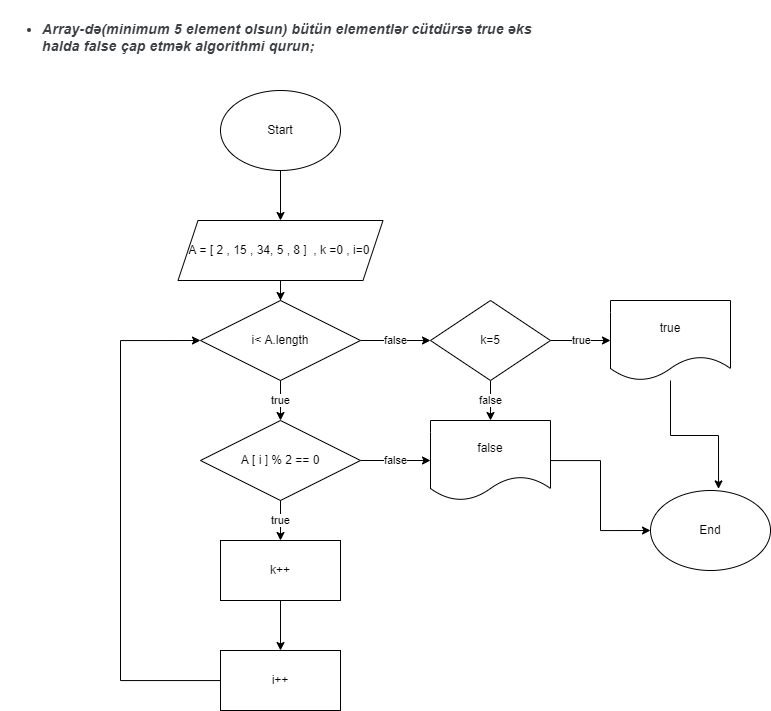 Array-də(minimum 5 element olsun) bütün elementlər cütdürsə true əks
halda false çap etmək algorithmi qurun;
Start
A = [ 2 , 15 , 34, 5 , 8 ] , k =0 , i=0
i< A.length
false
k=5
true
true
true
false
A [ i ] % 2 == 0
false
false
true
End
k++
i++